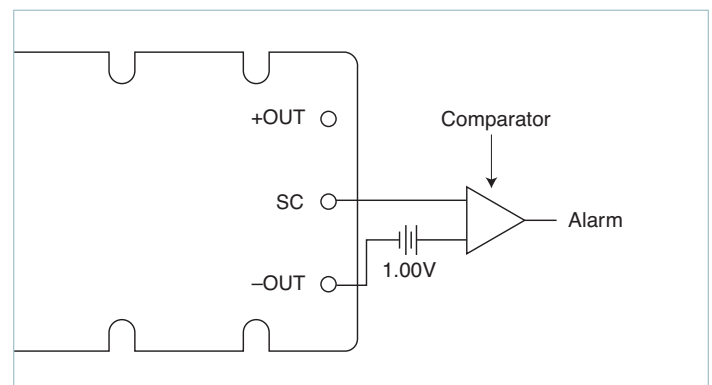 +OUT
Comparator
SC
Alarm
1.00V
–OUT